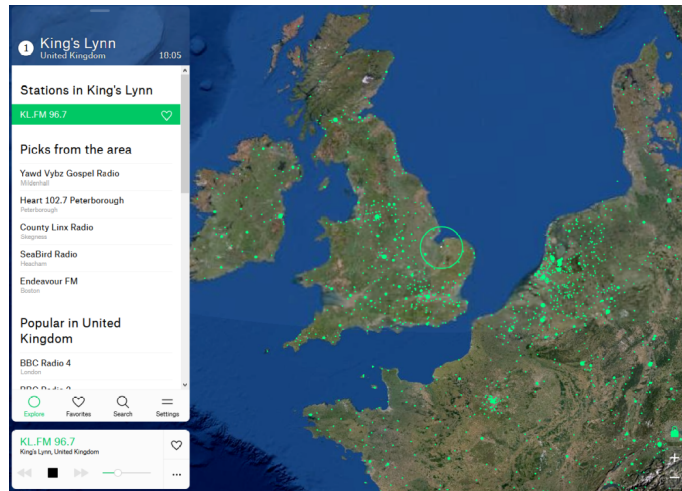 1
King's Lynn
United Kingdom
18:05
Stations in King's Lynn
KL.FM 96.7
Picks from the area
Yawd Vybz Gospel Radio
Mildenhall
Heart 102.7 Peterborough
Peterborough
County Linx Radio
Skegness
SeaBird Radio
Heacham
Endeavour FM
Boston
Popular in United
Kingdom
BBC Radio 4
London
BBC Radio 2
Explore
Favorites
Search
Settings
KL.FM 96.7
King's Lynn, United Kingdom